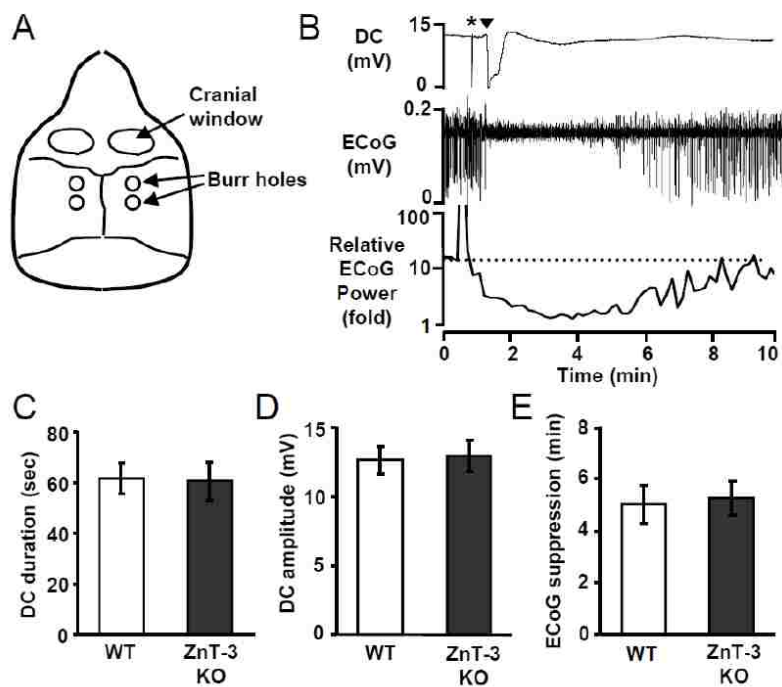 A
Cranial
window
Burr holes
B
DC
(mV)
15
0
* 
ECoG
(mV)
0.2
0
Relative
ECoG
Power
(fold)
100
10
1
0 2 4 6 8 10
Time (min)
C
DC duration (sec)
80
60
40
20
0
WT
ZnT-3
KO
D
DC amplitude (mV)
15
10
5
0
WT
ZnT-3
KO
E
ECoG suppression (min)
8
6
4
2
0
WT
ZnT-3
KO